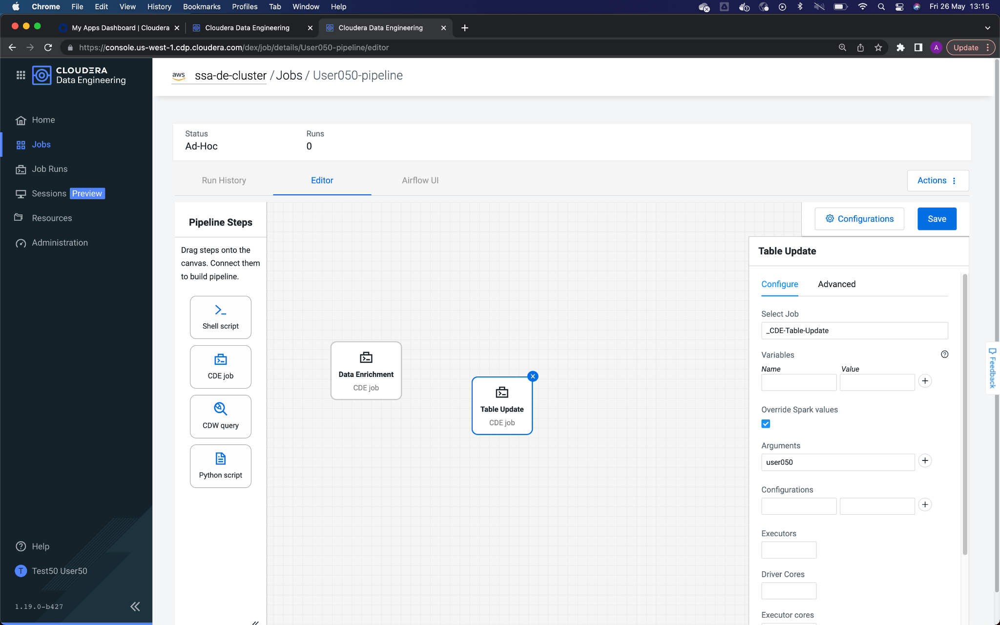 Chrome File Edit View History Bookmarks Profiles Tab Window Help Fri 26 May 13:15
My Apps Dashboard | Cloudera Cloudera Data Engineering Cloudera Data Engineering
https://console.us-west-1.cdp.cloudera.com/dex/job/details/User050-pipeline/editor A Update
CLOUDERA
Data Engineering
aws ssa-de-cluster / Jobs / User050-pipeline
Home
Jobs
Job Runs
Sessions Preview
Resources
Administration
Help
T Test50 User50
1.19.0-b427
Status Runs
Ad-Hoc 0
Run History Editor Airflow UI Actions
Pipeline Steps
Drag steps onto the
canvas. Connect them
to build pipeline.
Shell script
CDE job
CDW query
Python script
Data Enrichment
CDE job
Table Update
CDE job
Configurations Save
Table Update
Configure Advanced
Select Job
_CDE-Table-Update
Variables
Name Value
Override Spark values
Arguments
user050
Configurations
Executors
Driver Cores
Executor cores
Feedback